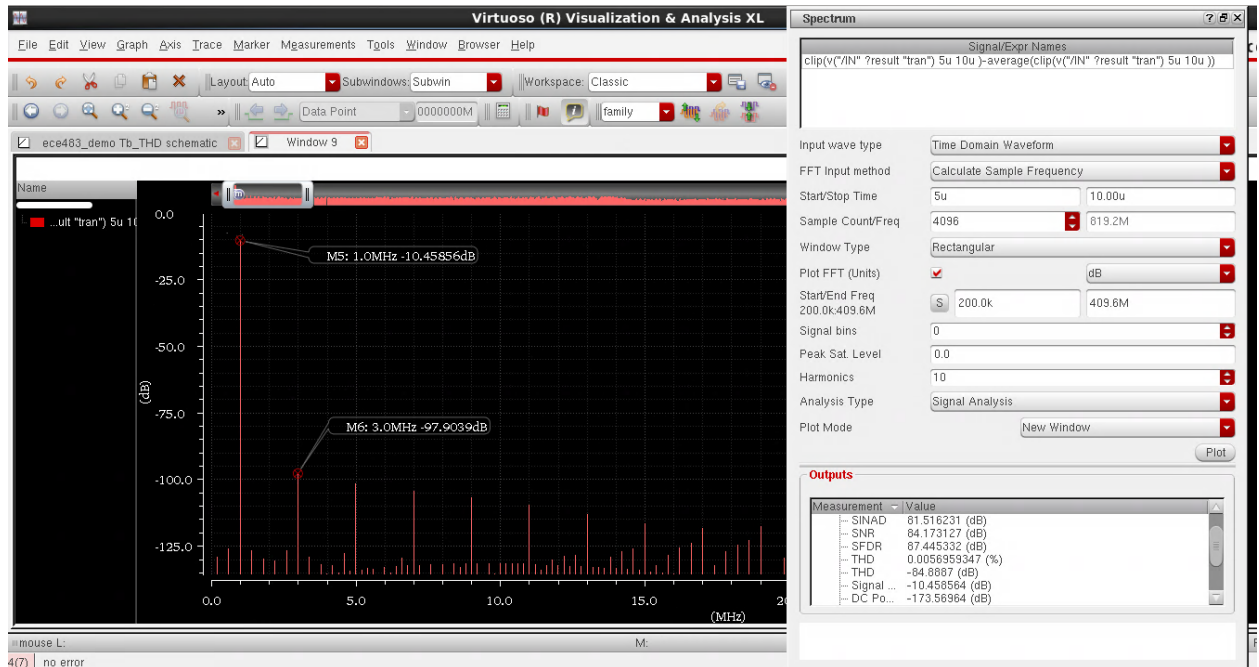 Virtuoso (R) Visualization & Analysis XL
File Edit View Graph Axis Trace Marker Measurements Tools Window Browser Help
Layout: Auto Subwindows: Subwin Workspace: Classic
» Data Point 0000000M family
ece483_demo Tb_THD schematic Window 9
Name
...ult "tran") 5u 10
0.0
-25.0
-50.0
-75.0
-100.0
-125.0
(dB)
M5: 1.0MHz -10.45856dB
M6: 3.0MHz -97.9039dB
0.0 5.0 10.0 15.0 20
(MHz)
mouse L: M:
4(7) no error
Spectrum
Signal/Expr Names
clip(v("/IN" ?result "tran") 5u 10u )-average(clip(v("/IN" ?result "tran") 5u 10u ))
Input wave type Time Domain Waveform
FFT Input method Calculate Sample Frequency
Start/Stop Time 5u 10.00u
Sample Count/Freq 4096 819.2M
Window Type Rectangular
Plot FFT (Units) dB
Start/End Freq
200.0k:409.6M S 200.0k 409.6M
Signal bins 0
Peak Sat. Level 0.0
Harmonics 10
Analysis Type Signal Analysis
Plot Mode New Window
Plot
Outputs
Measurement Value
SINAD 81.516231 (dB)
SNR 84.173127 (dB)
SFDR 87.445332 (dB)
THD 0.0056959347 (%)
THD -84.8887 (dB)
Signal ... -10.458564 (dB)
DC Po... -173.56964 (dB)